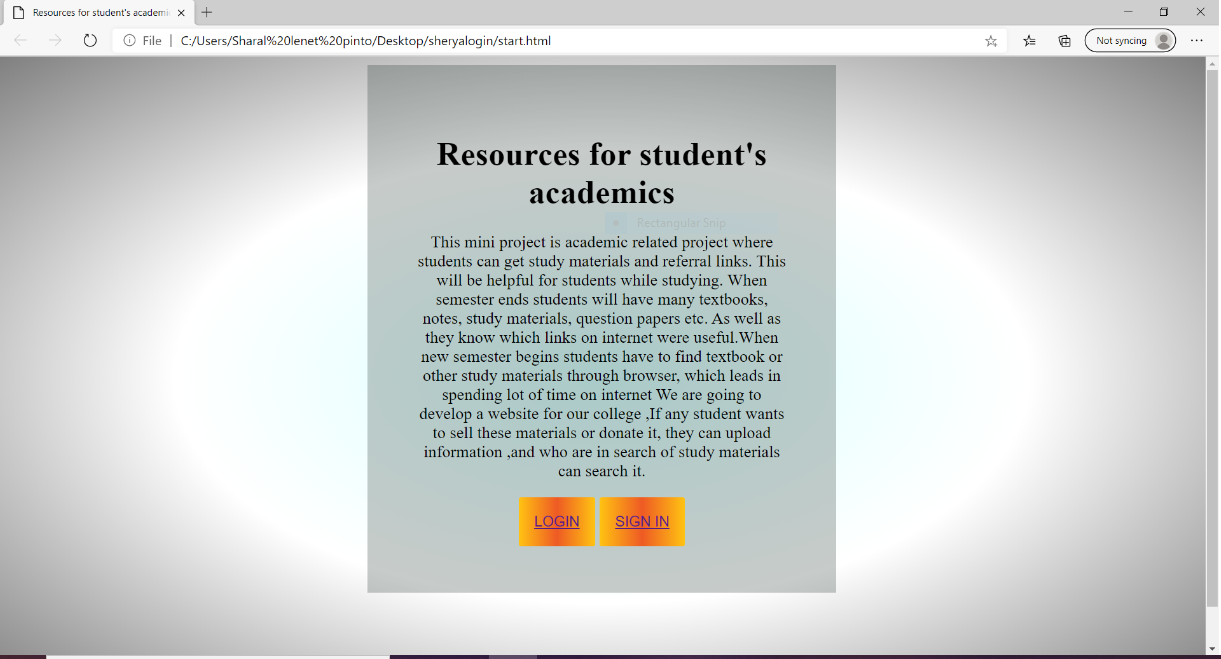 Resources for student's academi
File | C:/Users/Sharal%20lenet%20pinto/Desktop/sheryalogin/start.html
Not syncing
Resources for student's
academics
Rectangular Snip
This mini project is academic related project where
students can get study materials and referral links. This
will be helpful for students while studying. When
semester ends students will have many textbooks,
notes, study materials, question papers etc. As well as
they know which links on internet were useful.When
new semester begins students have to find textbook or
other study materials through browser, which leads in
spending lot of time on internet We are going to
develop a website for our college ,If any student wants
to sell these materials or donate it, they can upload
information ,and who are in search of study materials
can search it.
LOGIN SIGN IN